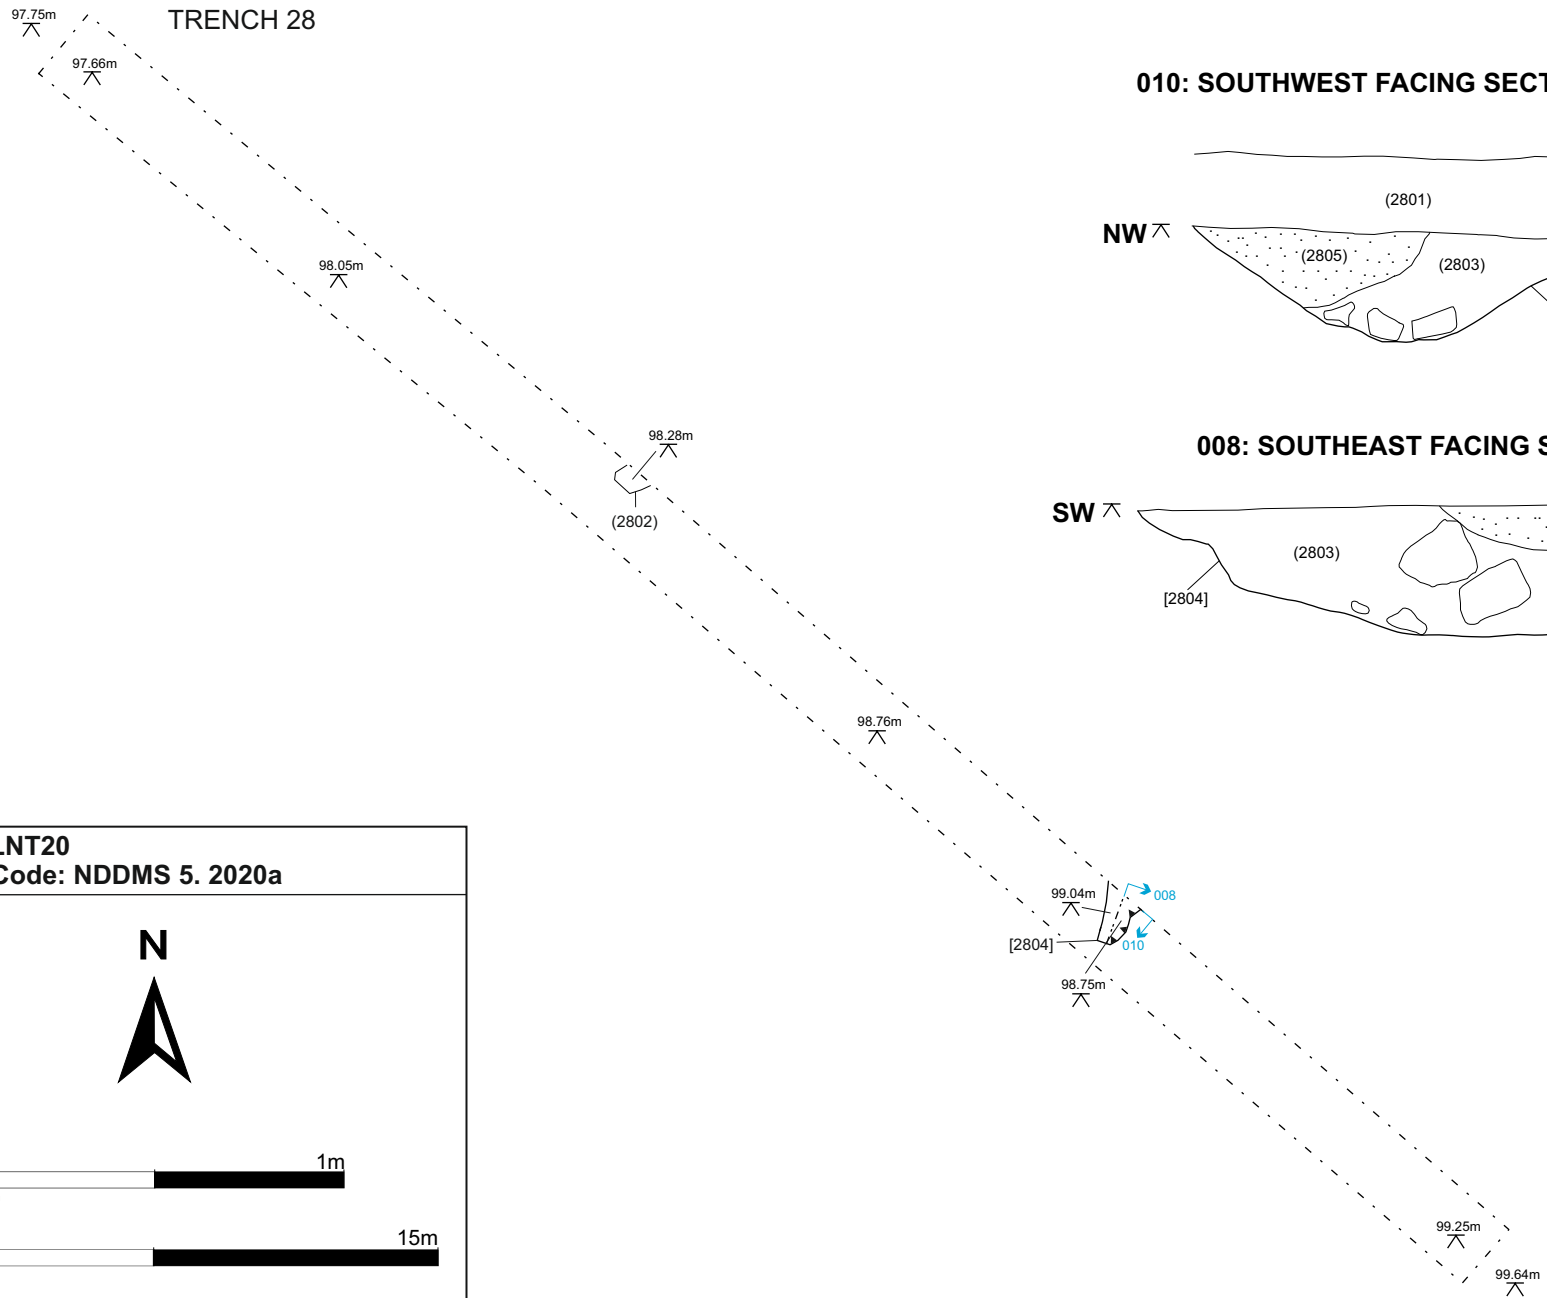 97.75m
TRENCH 28
97.66m
010: SOUTHWEST FACING SECT
(2801)
NW
(2805)
(2803)
98.05m
98.28m
(2802)
008: SOUTHEAST FACING S
SW
(2803)
[2804]
98.76m
LNT20
Code: NDDMS 5. 2020a
N
1m
15m
99.04m
008
[2804]
010
98.75m
99.25m
99.64m